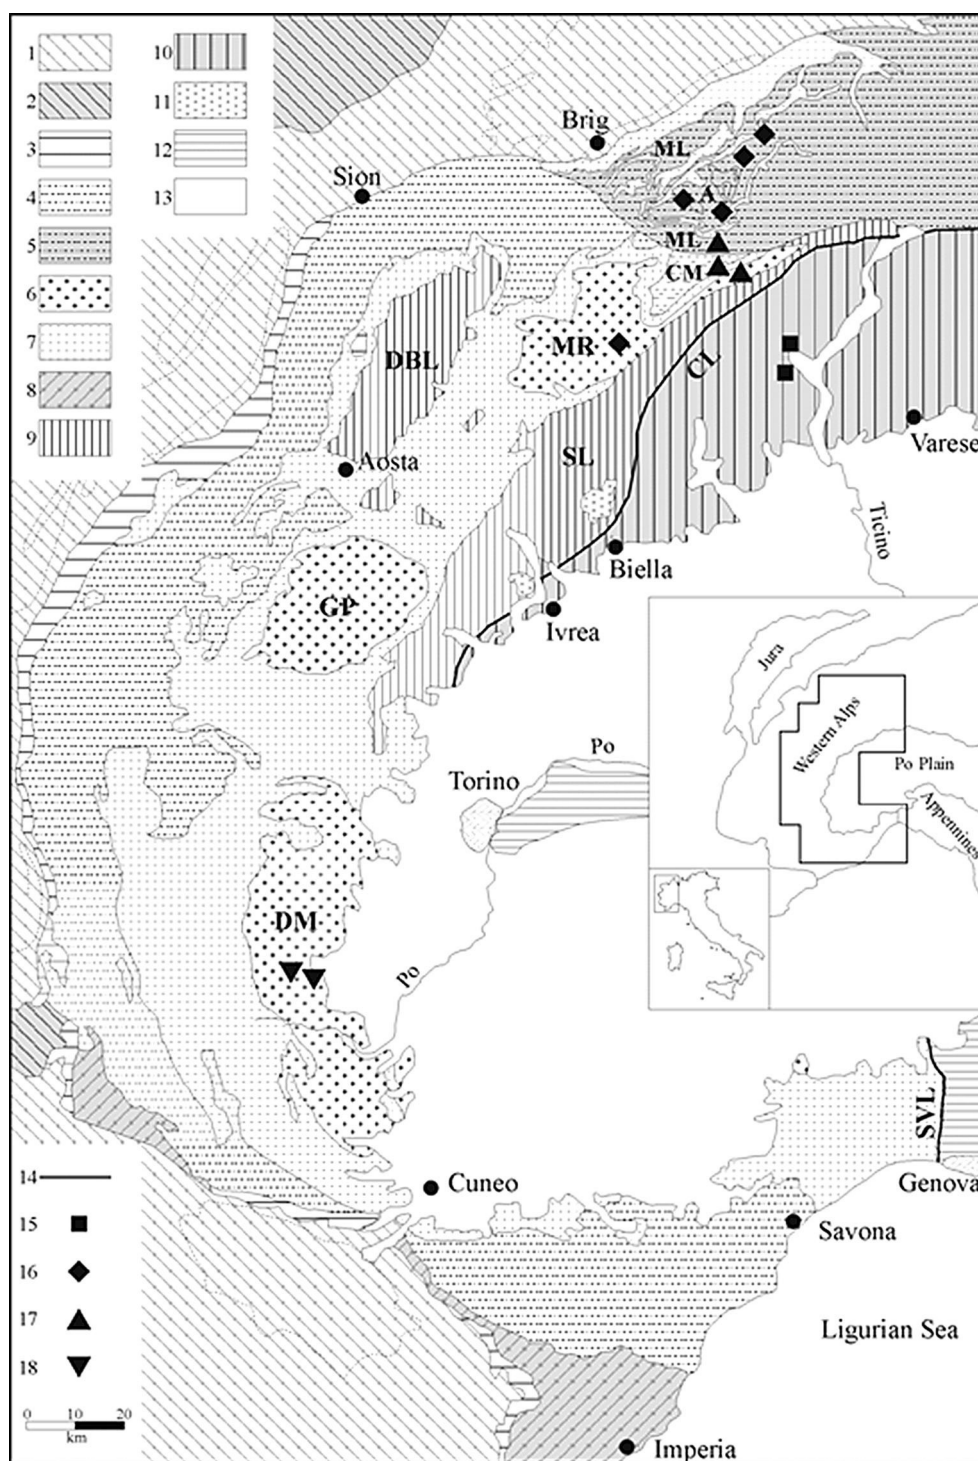 1
2
3
4
5
6
7
8
9
10
11
12
13
Brig
Sion
ML
A
ML
CM
DBL
MR
CL
SL
Varese
Aosta
Ticino
Biella
GP
Ivrea
Jura
Western Alps
Po Plain
Appennines
Po
Torino
DM
Po
SVL
14
15
16
17
18
Cuneo
Genova
Savona
Ligurian Sea
0 10 20
km
Imperia